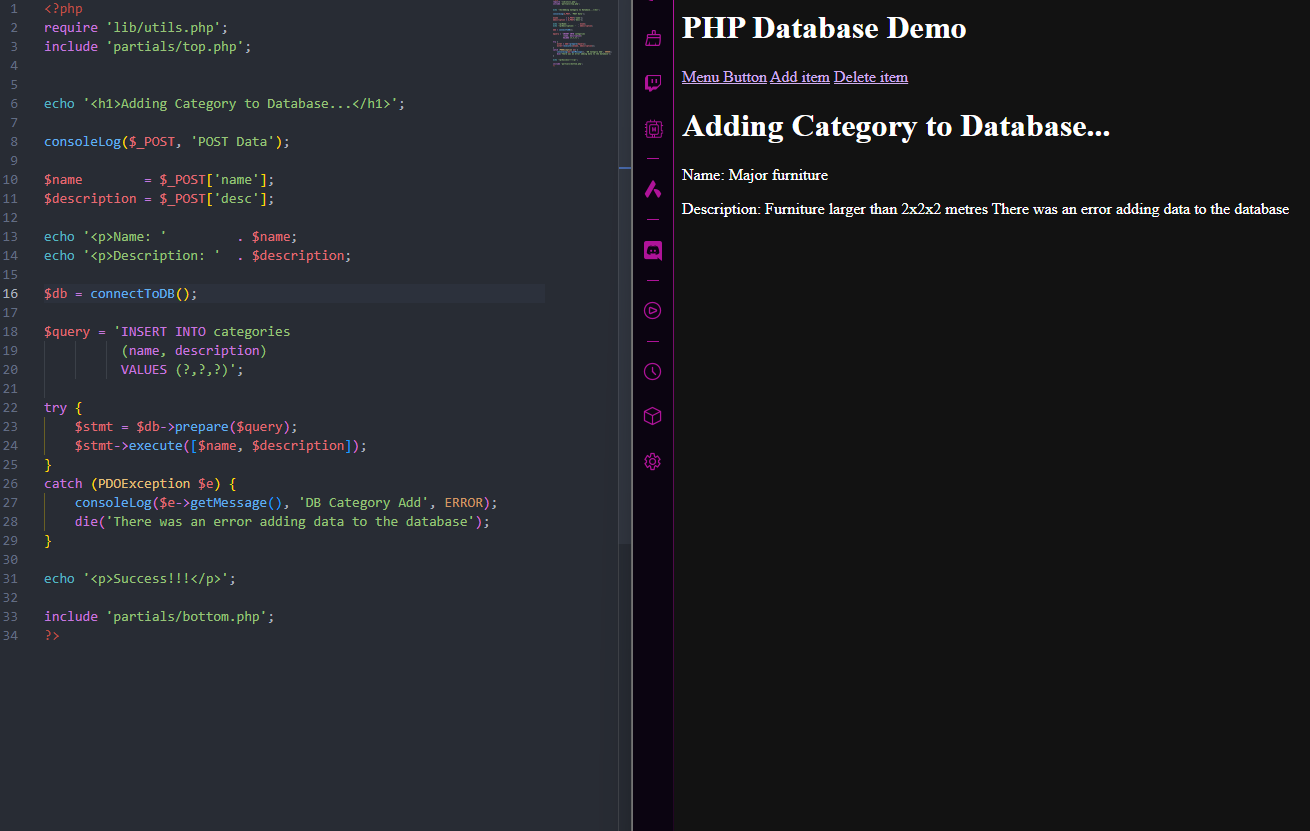 1 <?php
2 require 'lib/utils.php';
3 include 'partials/top.php';
4
5
6 echo '<h1>Adding Category to Database...</h1>';
7
8 consoleLog($_POST, 'POST Data');
9
10 $name        = $_POST['name'];
11 $description = $_POST['desc'];
12
13 echo '<p>Name: '         . $name;
14 echo '<p>Description: '  . $description;
15
16 $db = connectToDB();
17
18 $query = 'INSERT INTO categories
19           (name, description)
20           VALUES (?,?,?)';
21
22 try {
23     $stmt = $db->prepare($query);
24     $stmt->execute([$name, $description]);
25 }
26 catch (PDOException $e) {
27     consoleLog($e->getMessage(), 'DB Category Add', ERROR);
28     die('There was an error adding data to the database');
29 }
30
31 echo '<p>Success!!!</p>';
32
33 include 'partials/bottom.php';
34 ?>
PHP Database Demo
Menu Button Add item Delete item
Adding Category to Database...
Name: Major furniture
Description: Furniture larger than 2x2x2 metres There was an error adding data to the database